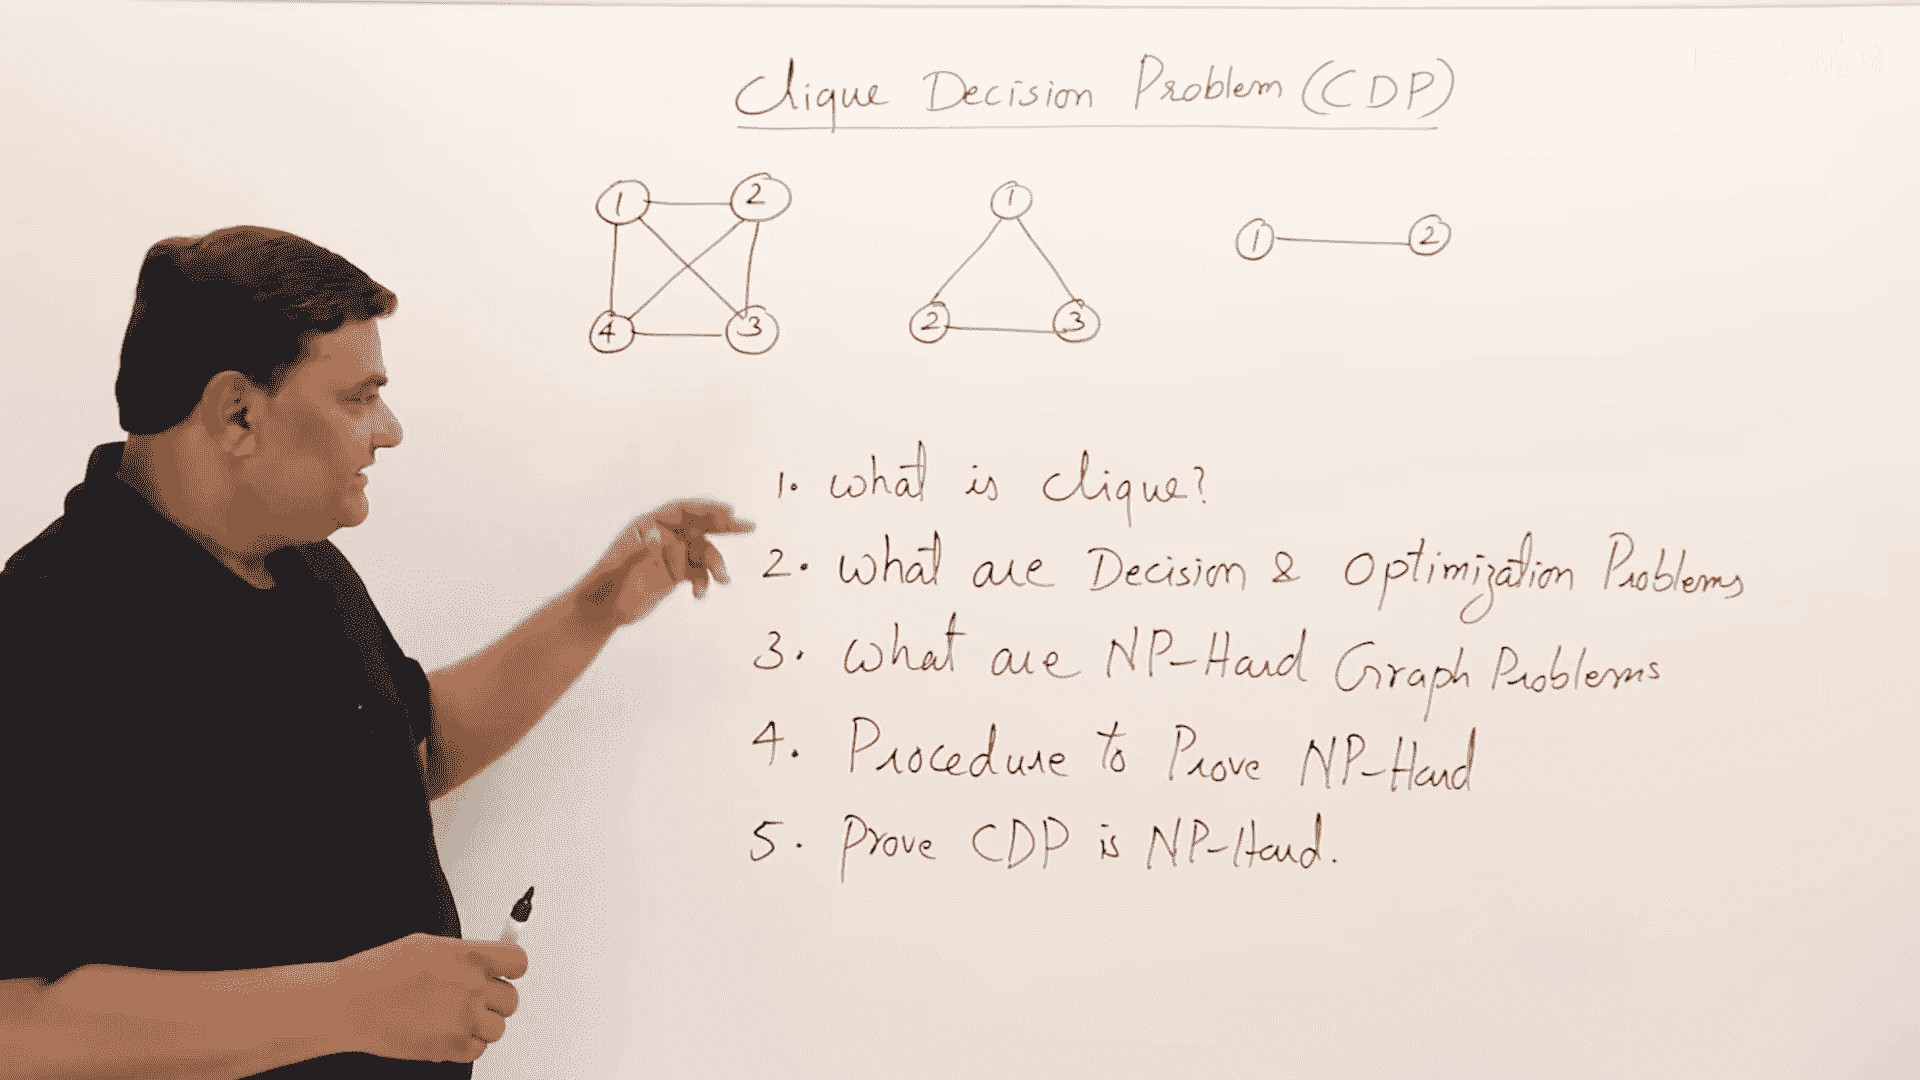 Clique Decision Problem (CDP)
1 2
1
1 2
4 3
2 3
1. What is clique?
2. What are Decision & Optimization Problems
3. What are NP-Hard Graph Problems
4. Procedure to Prove NP-Hard
5. Prove CDP is NP-Hard.